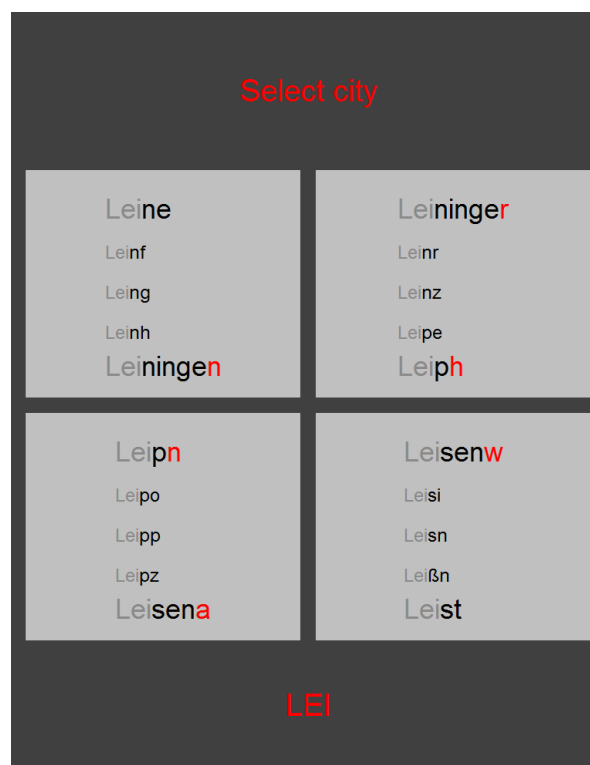 Select city
Leine
Leinf
Leing
Leinh
Leiningen
Leininger
Leinr
Leinz
Leipe
Leiph
Leipn
Leipo
Leipp
Leipz
Leisena
Leisenw
Leisi
Leisn
Leißn
Leist
LEI